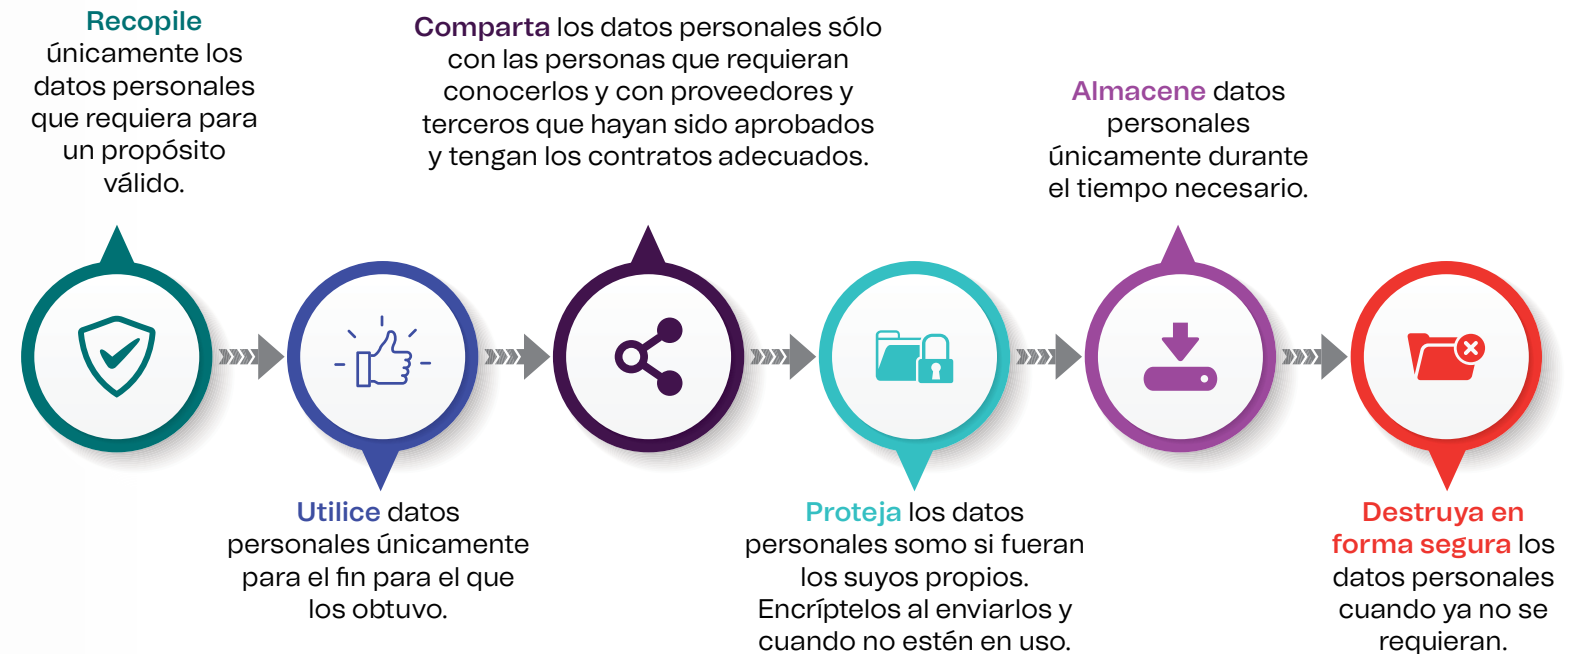 Recopile
únicamente los
datos personales
que requiera para
un propósito
válido.
Utilice datos
personales únicamente
para el fin para el que
los obtuvo.
Comparta los datos personales sólo
con las personas que requieran
conocerlos y con proveedores y
terceros que hayan sido aprobados
y tengan los contratos adecuados.
Proteja los datos
personales somo si fueran
los suyos propios.
Encríptelos al enviarlos y
cuando no estén en uso.
Almacene datos
personales
únicamente durante
el tiempo necesario.
Destruya en
forma segura los
datos personales
cuando ya no se
requieran.